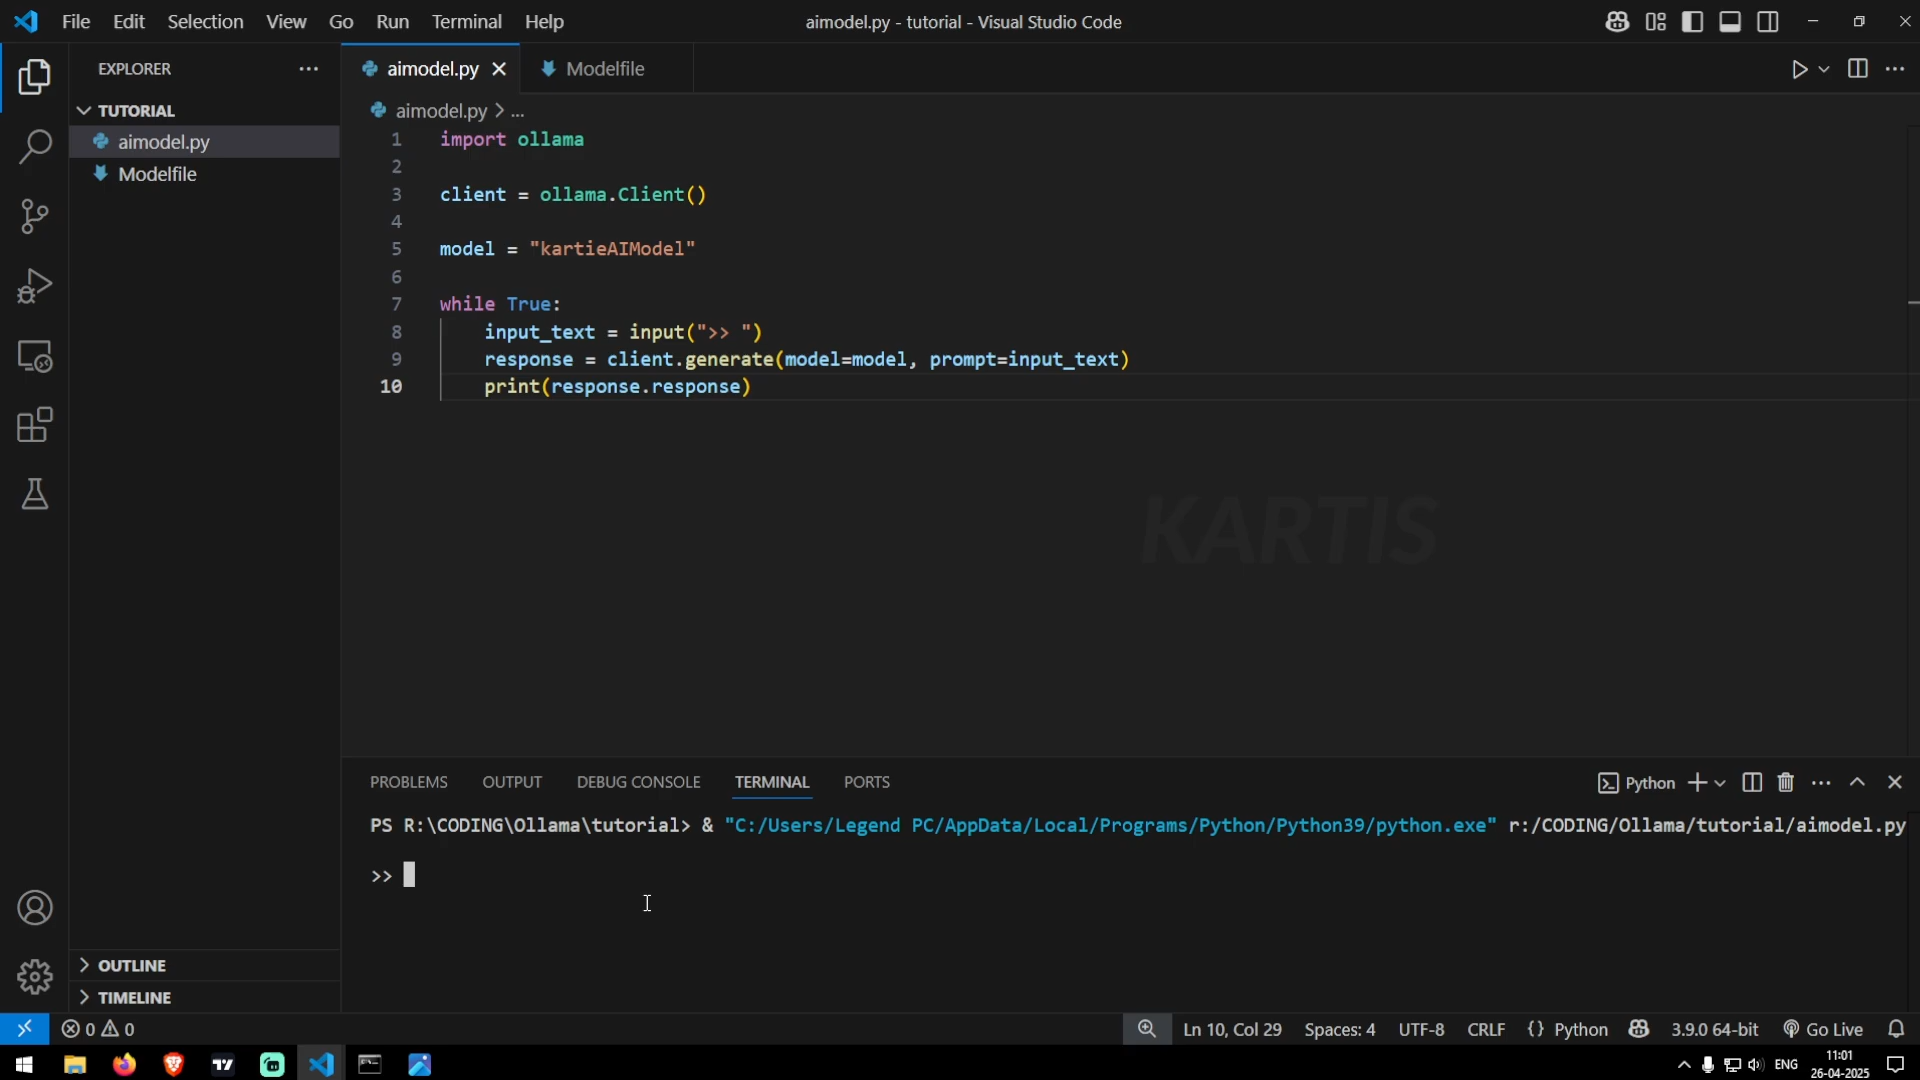 File Edit Selection View Go Run Terminal Help
aimodel.py - tutorial - Visual Studio Code
EXPLORER
TUTORIAL
aimodel.py
Modelfile
OUTLINE
TIMELINE
aimodel.py Modelfile
aimodel.py > ...
1 import ollama
2
3 client = ollama.Client()
4
5 model = "kartieAIModel"
6
7 while True:
8 input_text = input(">> ")
9 response = client.generate(model=model, prompt=input_text)
10 print(response.response)
KARTIS
PROBLEMS OUTPUT DEBUG CONSOLE TERMINAL PORTS
Python
PS R:\CODING\Ollama\tutorial> & "C:/Users/Legend PC/AppData/Local/Programs/Python/Python39/python.exe" r:/CODING/Ollama/tutorial/aimodel.py
>>
0 0
Ln 10, Col 29 Spaces: 4 UTF-8 CRLF {} Python 3.9.0 64-bit Go Live
ENG
11:01
26-04-2025